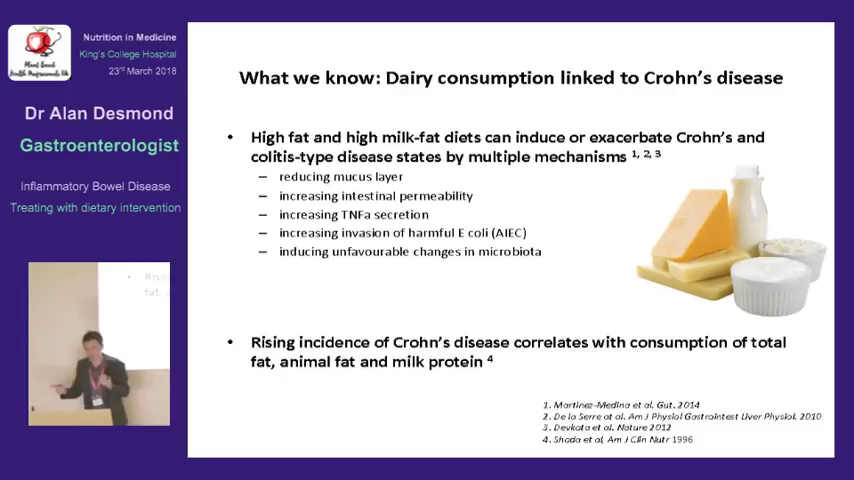 Plant Based
Health Professionals UK
Nutrition in Medicine
King's College Hospital
23rd March 2018
Dr Alan Desmond
Gastroenterologist
Inflammatory Bowel Disease
Treating with dietary intervention
What we know: Dairy consumption linked to Crohn's disease
• High fat and high milk-fat diets can induce or exacerbate Crohn's and
colitis-type disease states by multiple mechanisms 1, 2, 3
– reducing mucus layer
– increasing intestinal permeability
– increasing TNFa secretion
– increasing invasion of harmful E coli (AIEC)
– inducing unfavourable changes in microbiota
• Rising incidence of Crohn's disease correlates with consumption of total
fat, animal fat and milk protein 4
1. Martinez-Medina et al. Gut. 2014
2. De la Serre at al. Am J Physiol Gastrointest Liver Physiol. 2010
3. Devkota et al. Nature 2012
4. Shoda et al, Am J Clin Nutr 1996